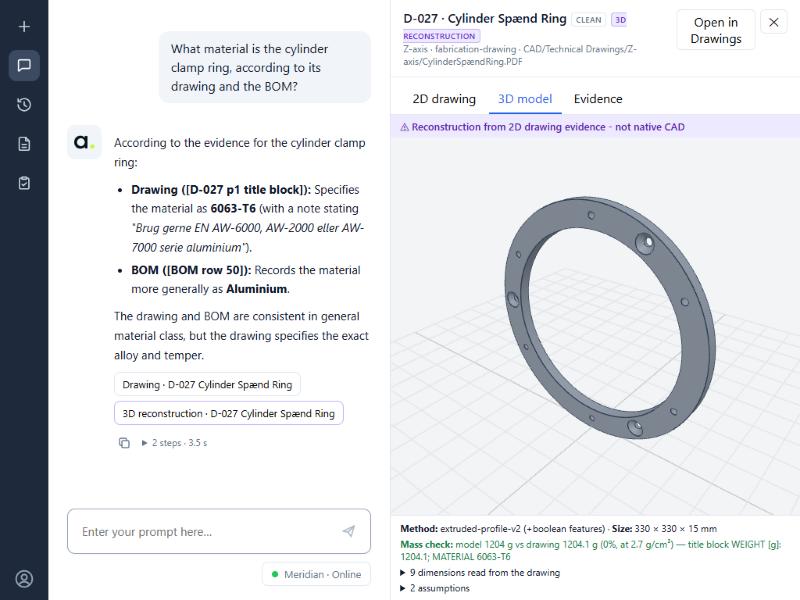 What material is the cylinder
clamp ring, according to its
drawing and the BOM?
a.
According to the evidence for the cylinder clamp
ring:
• Drawing ([D-027 p1 title block]): Specifies
the material as 6063-T6 (with a note stating
"Brug gerne EN AW-6000, AW-2000 eller AW-
7000 serie aluminium").
• BOM ([BOM row 50]): Records the material
more generally as Aluminium.
The drawing and BOM are consistent in general
material class, but the drawing specifies the exact
alloy and temper.
Drawing · D-027 Cylinder Spænd Ring
3D reconstruction · D-027 Cylinder Spænd Ring
▶ 2 steps · 3.5 s
Enter your prompt here...
Meridian · Online
D-027 · Cylinder Spænd Ring CLEAN 3D
RECONSTRUCTION
Z-axis · fabrication-drawing · CAD/Technical Drawings/Z-
axis/CylinderSpændRing.PDF
Open in
Drawings
2D drawing 3D model Evidence
⚠ Reconstruction from 2D drawing evidence - not native CAD
Method: extruded-profile-v2 (+boolean features) · Size: 330 × 330 × 15 mm
Mass check: model 1204 g vs drawing 1204.1 g (0%, at 2.7 g/cm³) — title block WEIGHT [g]:
1204.1; MATERIAL 6063-T6
▶ 9 dimensions read from the drawing
▶ 2 assumptions